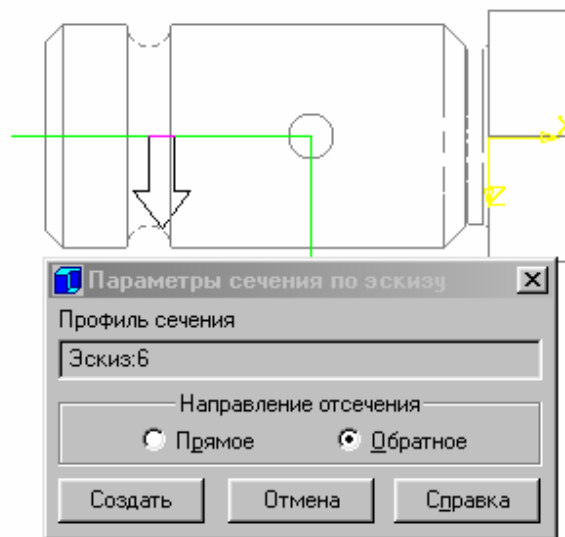 X
Z
Параметры сечения по эскизу
Профиль сечения
Эскиз:6
Направление отсечения
Прямое
Обратное
Создать
Отмена
Справка